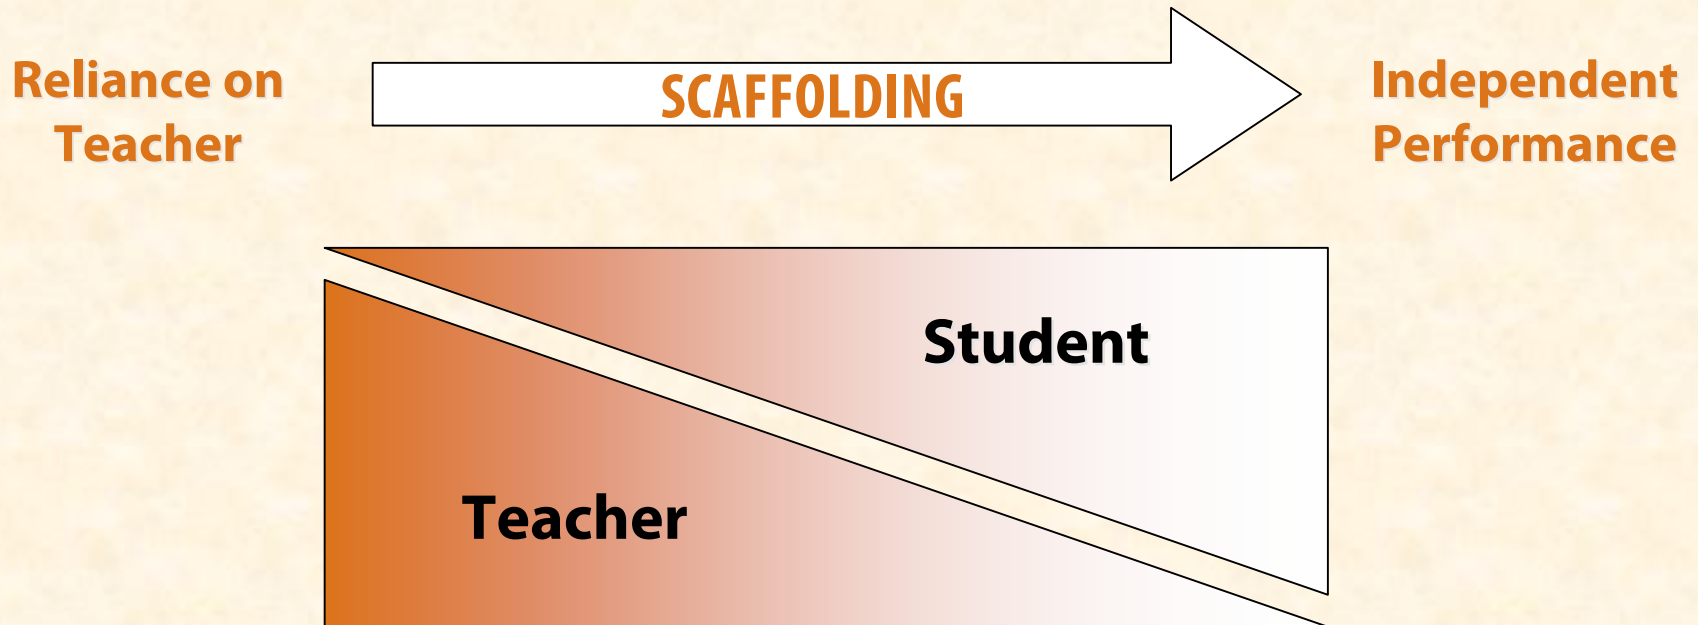 Reliance on
Teacher
SCAFFOLDING
Independent
Performance
Student
Teacher